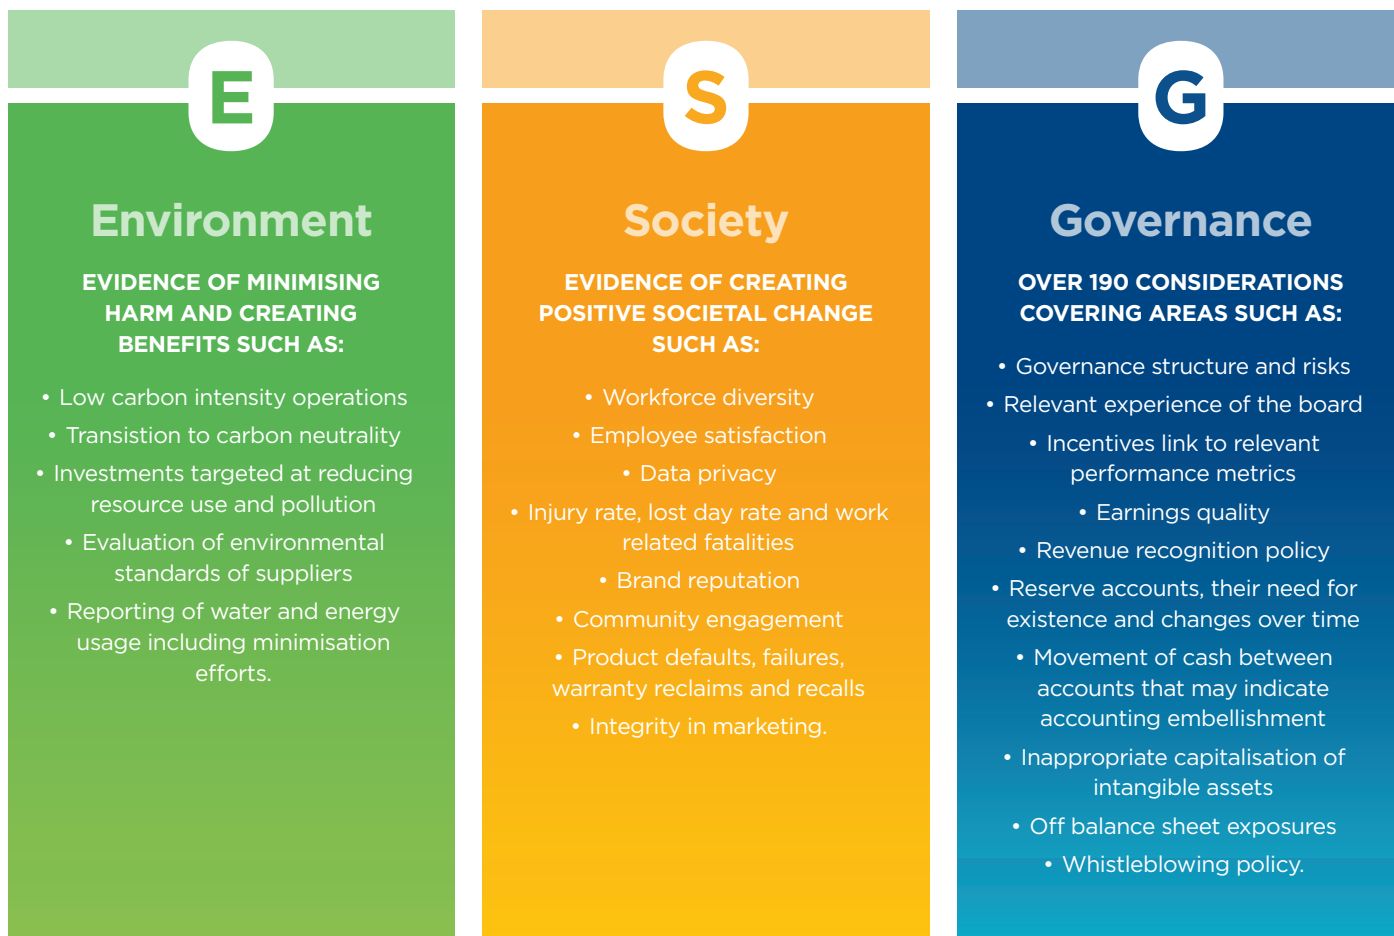 E
Environment
EVIDENCE OF MINIMISING
HARM AND CREATING
BENEFITS SUCH AS:
• Low carbon intensity operations
• Transistion to carbon neutrality
• Investments targeted at reducing
resource use and pollution
• Evaluation of environmental
standards of suppliers
• Reporting of water and energy
usage including minimisation
efforts.
S
Society
EVIDENCE OF CREATING
POSITIVE SOCIETAL CHANGE
SUCH AS:
• Workforce diversity
• Employee satisfaction
• Data privacy
• Injury rate, lost day rate and work
related fatalities
• Brand reputation
• Community engagement
• Product defaults, failures,
warranty reclaims and recalls
• Integrity in marketing.
G
Governance
OVER 190 CONSIDERATIONS
COVERING AREAS SUCH AS:
• Governance structure and risks
• Relevant experience of the board
• Incentives link to relevant
performance metrics
• Earnings quality
• Revenue recognition policy
• Reserve accounts, their need for
existence and changes over time
• Movement of cash between
accounts that may indicate
accounting embellishment
• Inappropriate capitalisation of
intangible assets
• Off balance sheet exposures
• Whistleblowing policy.